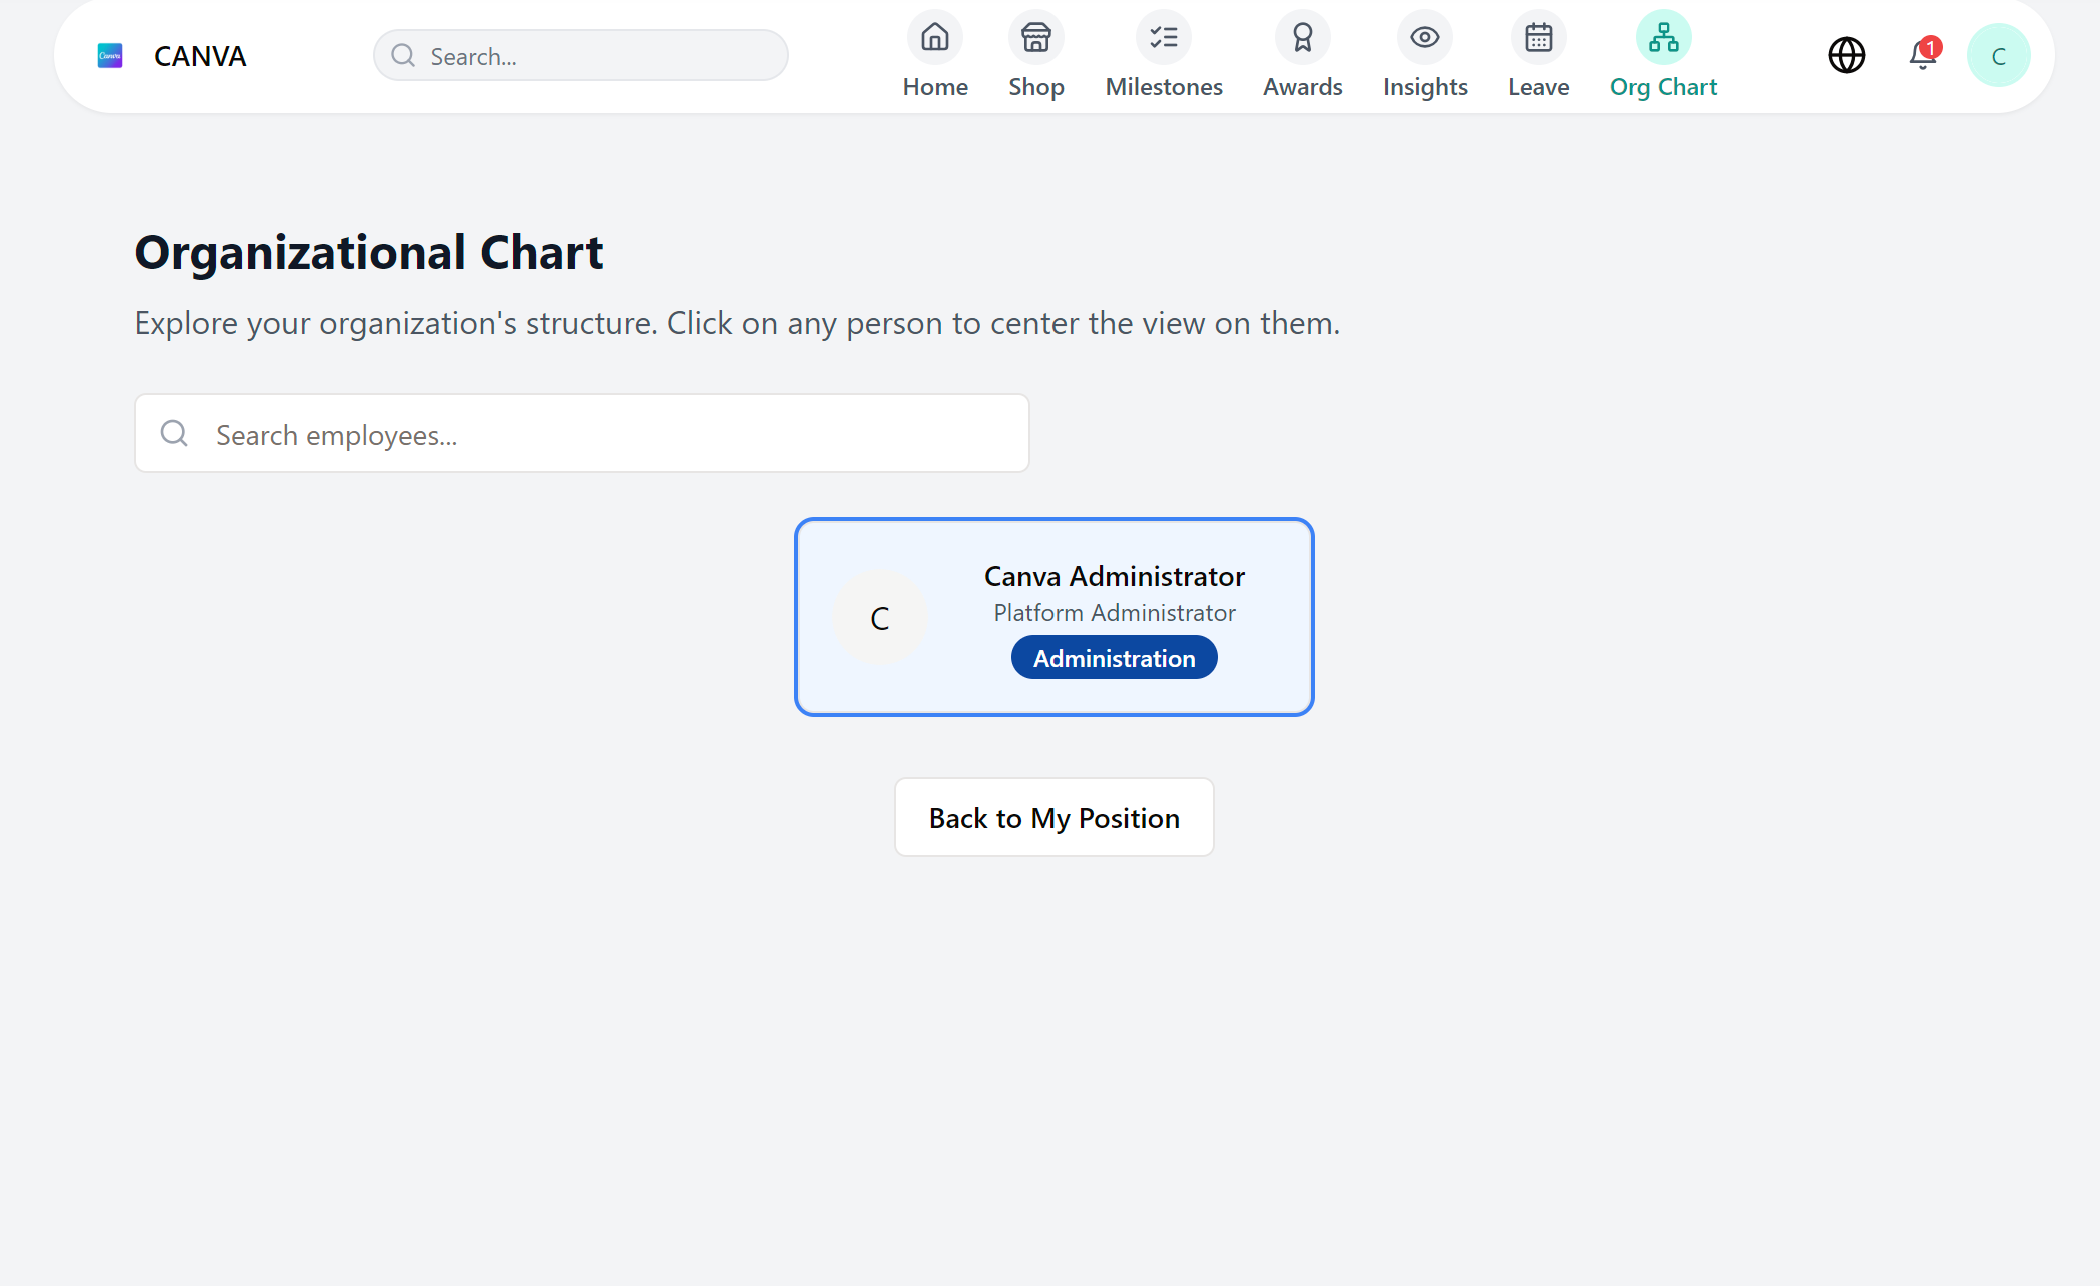 Canva
CANVA
Search...
Home
Shop
Milestones
Awards
Insights
Leave
Org Chart
1
C
Organizational Chart
Explore your organization's structure. Click on any person to center the view on them.
Search employees...
C
Canva Administrator
Platform Administrator
Administration
Back to My Position